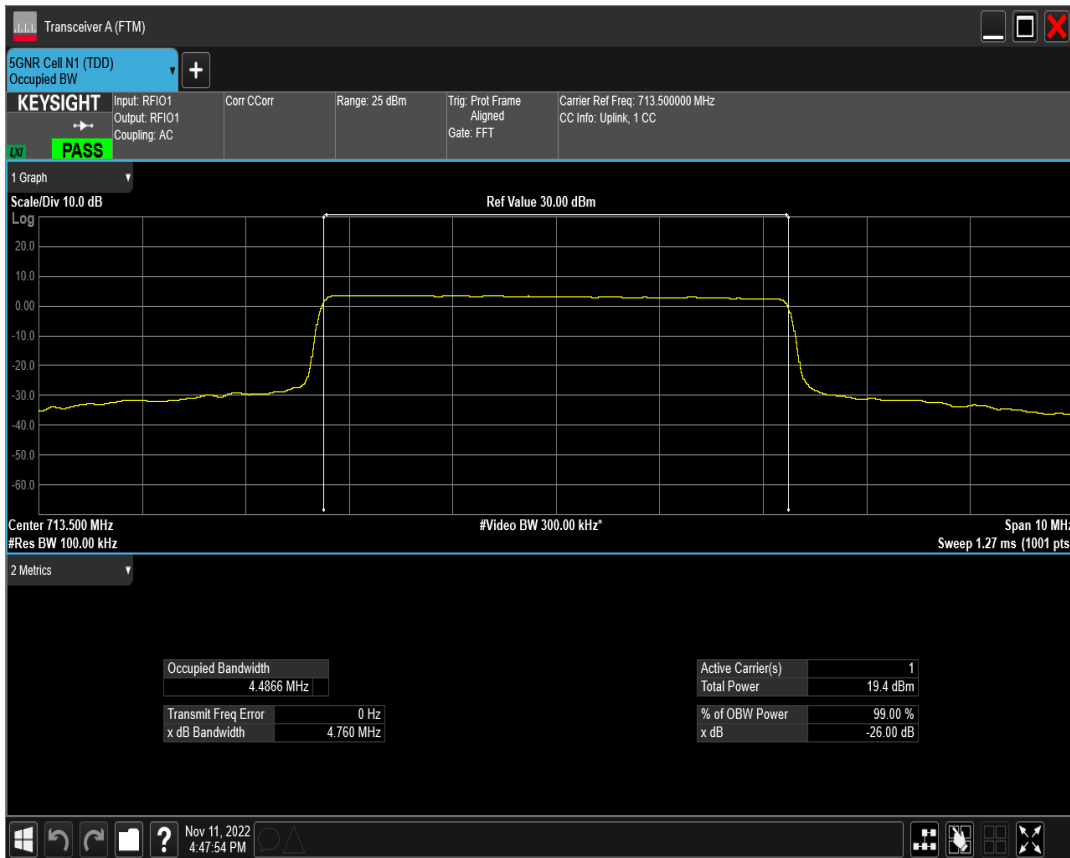 Transceiver A (FTM)
5GNR Cell N1 (TDD)
Occupied BW
+
KEYSIGHT
LXI
PASS
Input: RFIO1
Output: RFIO1
Coupling: AC
Corr CCorr
Range: 25 dBm
Trig: Prot Frame
Aligned
Gate: FFT
Carrier Ref Freq: 713.500000 MHz
CC Info: Uplink, 1 CC
1 Graph
Scale/Div 10.0 dB
Ref Value 30.00 dBm
Log
20.0
10.0
0.00
-10.0
-20.0
-30.0
-40.0
-50.0
-60.0
Center 713.500 MHz
#Video BW 300.00 kHz*
Span 10 MHz
#Res BW 100.00 kHz
Sweep 1.27 ms (1001 pts
2 Metrics
Occupied Bandwidth
4.4866 MHz
Transmit Freq Error 0 Hz
x dB Bandwidth 4.760 MHz
Active Carrier(s) 1
Total Power 19.4 dBm
% of OBW Power 99.00 %
x dB -26.00 dB
?
Nov 11, 2022
4:47:54 PM